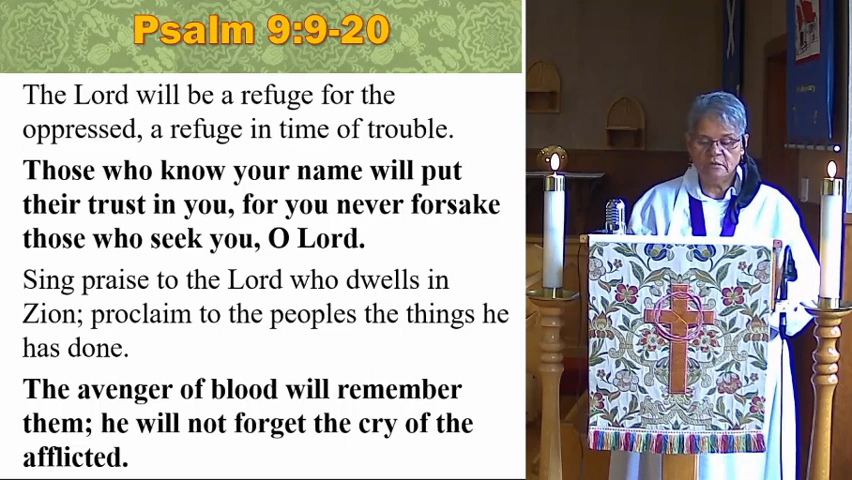 Psalm 9:9-20
The Lord will be a refuge for the
oppressed, a refuge in time of trouble.
Those who know your name will put
their trust in you, for you never forsake
those who seek you, O Lord.
Sing praise to the Lord who dwells in
Zion; proclaim to the peoples the things he
has done.
The avenger of blood will remember
them; he will not forget the cry of the
afflicted.